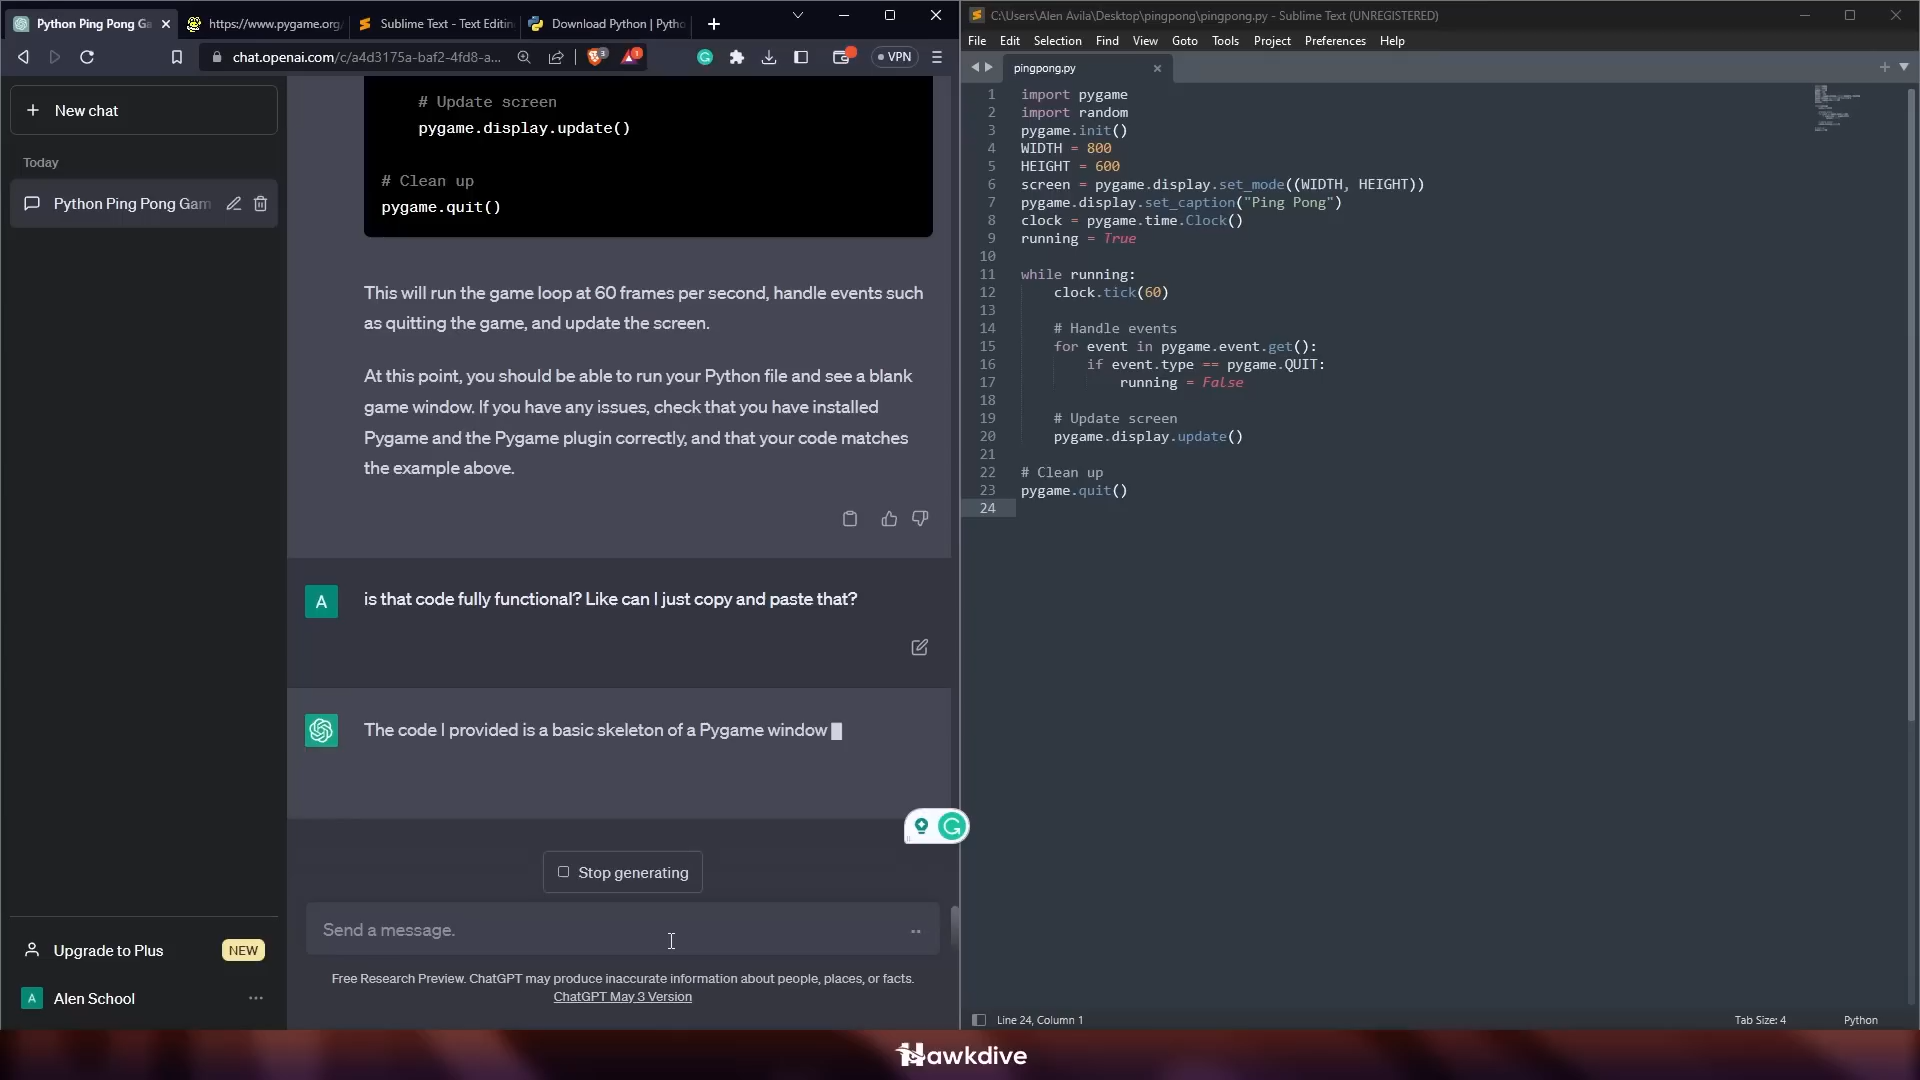 Python Ping Pong Ga
https://www.pygame.org/
Sublime Text - Text Editin
Download Python | Pytho
chat.openai.com/c/a4d3175a-baf2-4fd8-a...
3
1
VPN
New chat
Today
Python Ping Pong Gam
# Update screen
pygame.display.update()
# Clean up
pygame.quit()
This will run the game loop at 60 frames per second, handle events such
as quitting the game, and update the screen.
At this point, you should be able to run your Python file and see a blank
game window. If you have any issues, check that you have installed
Pygame and the Pygame plugin correctly, and that your code matches
the example above.
A
is that code fully functional? Like can I just copy and paste that?
The code I provided is a basic skeleton of a Pygame window
Stop generating
Send a message.
Free Research Preview. ChatGPT may produce inaccurate information about people, places, or facts.
ChatGPT May 3 Version
Upgrade to Plus
NEW
A
Alen School
C:\Users\Alen Avila\Desktop\pingpong\pingpong.py - Sublime Text (UNREGISTERED)
File Edit Selection Find View Goto Tools Project Preferences Help
pingpong.py
1 import pygame
2 import random
3 pygame.init()
4 WIDTH = 800
5 HEIGHT = 600
6 screen = pygame.display.set_mode((WIDTH, HEIGHT))
7 pygame.display.set_caption("Ping Pong")
8 clock = pygame.time.Clock()
9 running = True
10
11 while running:
12 clock.tick(60)
13
14 # Handle events
15 for event in pygame.event.get():
16 if event.type == pygame.QUIT:
17 running = False
18
19 # Update screen
20 pygame.display.update()
21
22 # Clean up
23 pygame.quit()
24
Line 24, Column 1
Tab Size: 4
Python
Hawkdive